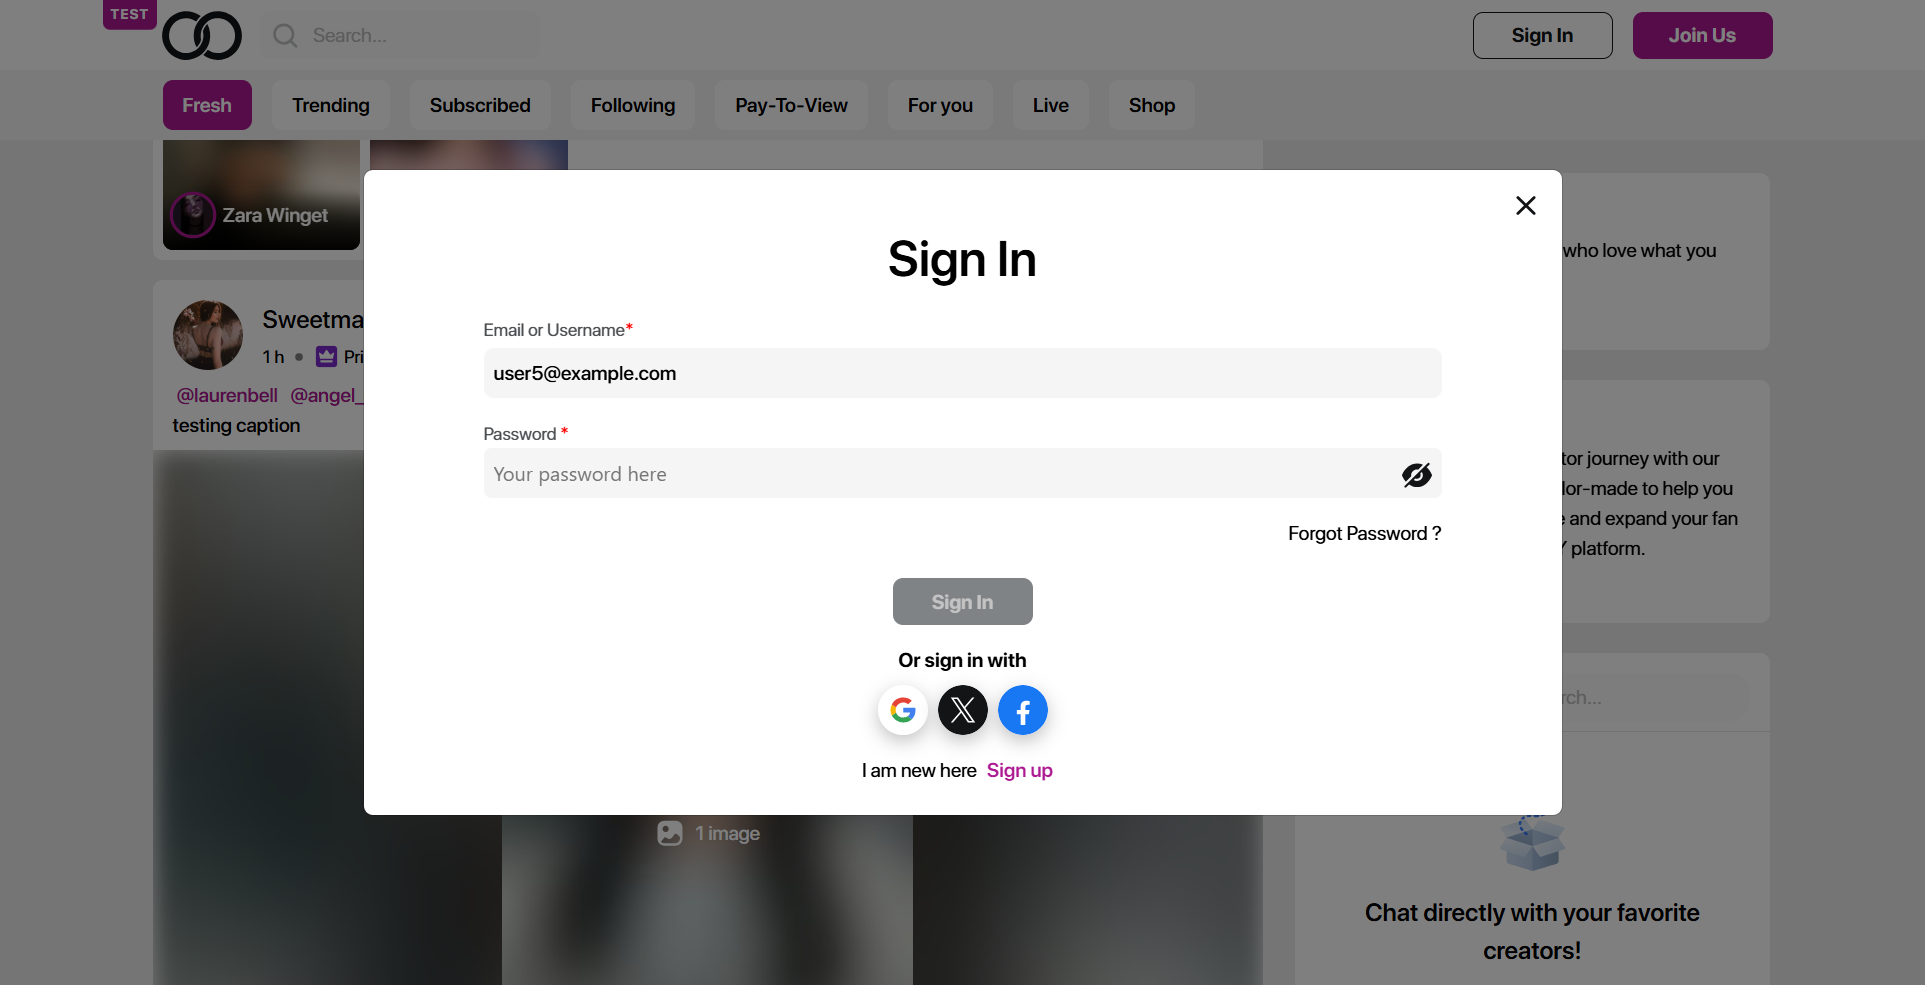 TEST
Search...
Sign In
Join Us
Fresh
Trending
Subscribed
Following
Pay-To-View
For you
Live
Shop
Zara Winget
who love what you
Sweetma
1 h
Pri
@laurenbell @angel_
testing caption
Sign In
Email or Username*
user5@example.com
Password *
Your password here
Forgot Password ?
Sign In
Or sign in with
I am new here Sign up
tor journey with our
lor-made to help you
and expand your fan
platform.
rch...
1 image
Chat directly with your favorite
creators!